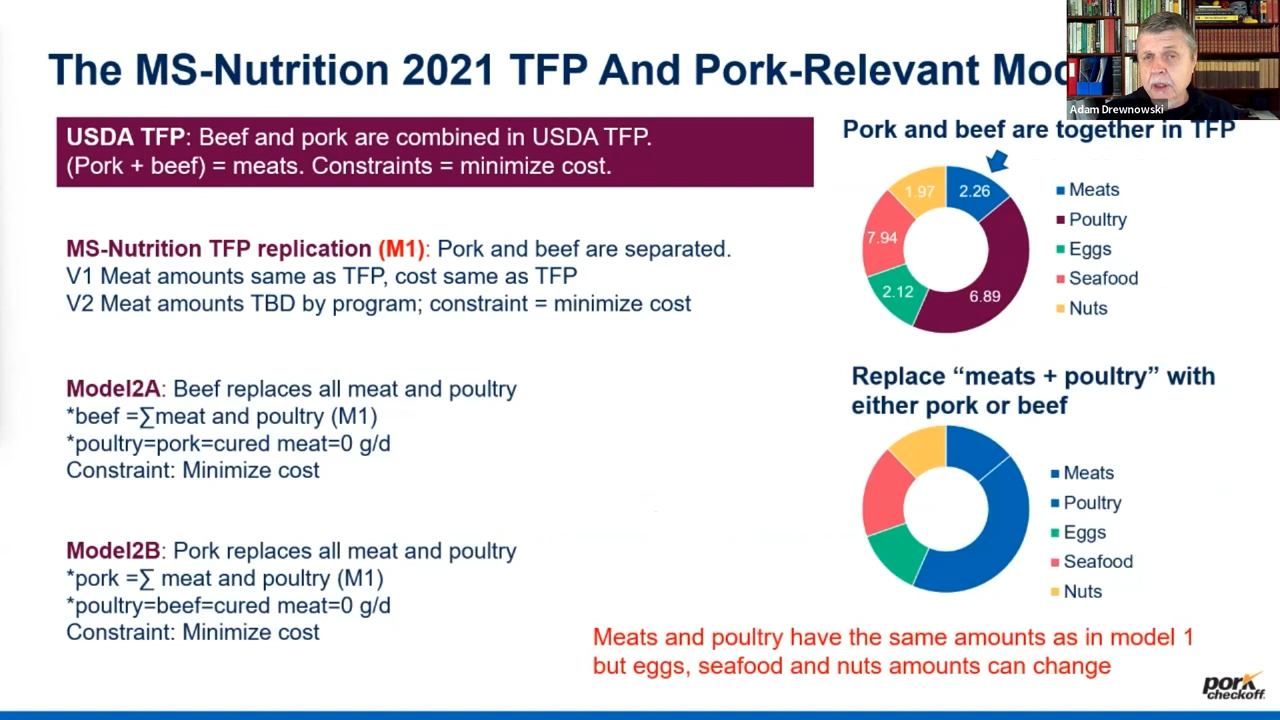 The MS-Nutrition 2021 TFP And Pork-Relevant
Adam Drewnowski
USDA TFP: Beef and pork are combined in USDA TFP.
(Pork + beef) = meats. Constraints = minimize cost.
MS-Nutrition TFP replication (M1): Pork and beef are separated.
V1 Meat amounts same as TFP, cost same as TFP
V2 Meat amounts TBD by program; constraint = minimize cost
Model2A: Beef replaces all meat and poultry
*beef =∑meat and poultry (M1)
*poultry=pork=cured meat=0 g/d
Constraint: Minimize cost
Model2B: Pork replaces all meat and poultry
*pork =∑ meat and poultry (M1)
*poultry=beef=cured meat=0 g/d
Constraint: Minimize cost
Pork and beef are together in TFP
1.97
2.26
7.94
2.12
6.89
Meats
Poultry
Eggs
Seafood
Nuts
Replace “meats + poultry” with
either pork or beef
Meats
Poultry
Eggs
Seafood
Nuts
Meats and poultry have the same amounts as in model 1
but eggs, seafood and nuts amounts can change
pork
checkoff